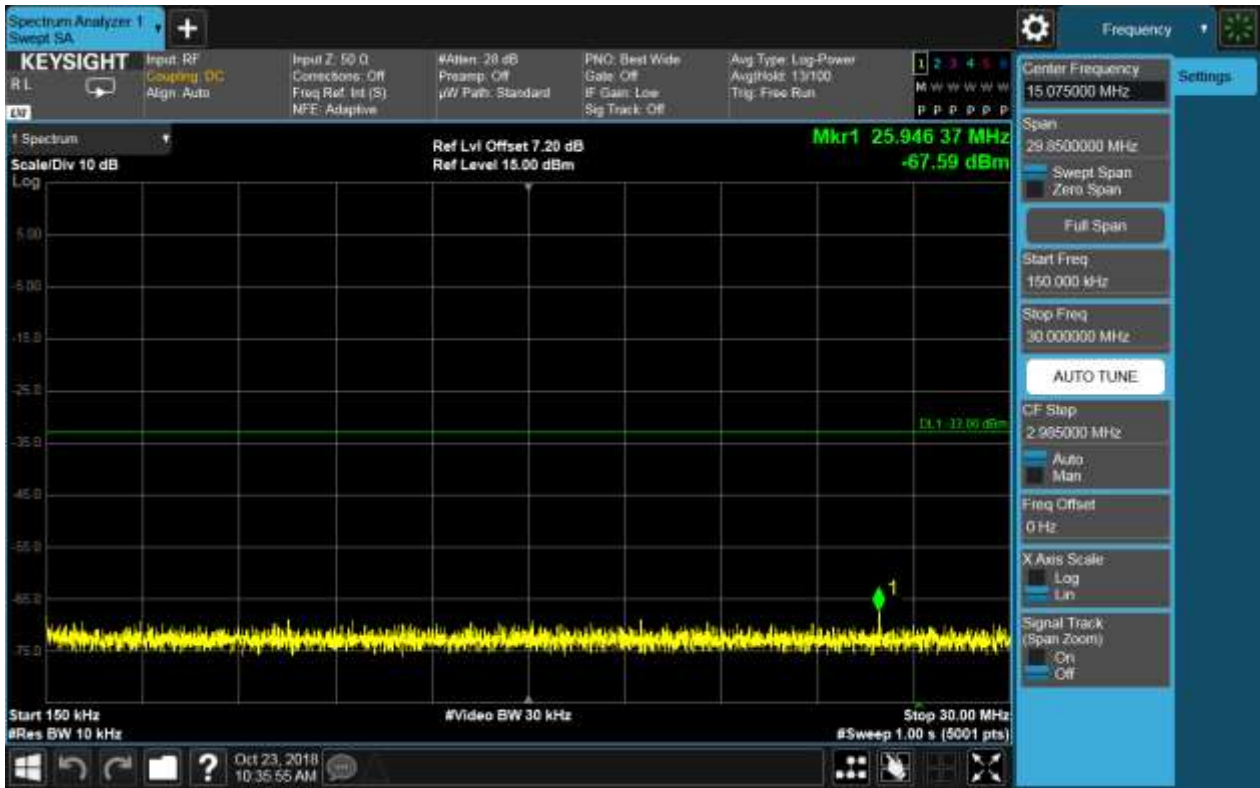 Spectrum Analyzer 1
Swept SA
Frequency
KEYSIGHT
R L
Input: RF
Coupling: DC
Align: Auto
Input Z: 50 Ω
Corrections: Off
Freq Ref: Int (S)
NFE: Adaptive
#Atten: 28 dB
Preamp: Off
µW Path: Standard
PNO: Best Wide
Gate: Off
IF Gain: Low
Sig Track: Off
Avg Type: Log-Power
Avg|Hold: 13/100
Trig: Free Run
1 2 3 4 5 6
M W W W W W
P P P P P P
1 Spectrum
Scale/Div 10 dB
Log
Ref Lvl Offset 7.20 dB
Ref Level 15.00 dBm
Mkr1 25.946 37 MHz
-67.59 dBm
5.00
-5.00
-15.0
-25.0
-35.0
-45.0
-55.0
-65.0
-75.0
DL1 -33.00 dBm
1
Start 150 kHz
#Res BW 10 kHz
#Video BW 30 kHz
Stop 30.00 MHz
#Sweep 1.00 s (5001 pts)
Oct 23, 2018
10:35:55 AM
Center Frequency
15.075000 MHz
Settings
Span
29.8500000 MHz
Swept Span
Zero Span
Full Span
Start Freq
150.000 kHz
Stop Freq
30.000000 MHz
AUTO TUNE
CF Step
2.985000 MHz
Auto
Man
Freq Offset
0 Hz
X Axis Scale
Log
Lin
Signal Track
(Span Zoom)
On
Off